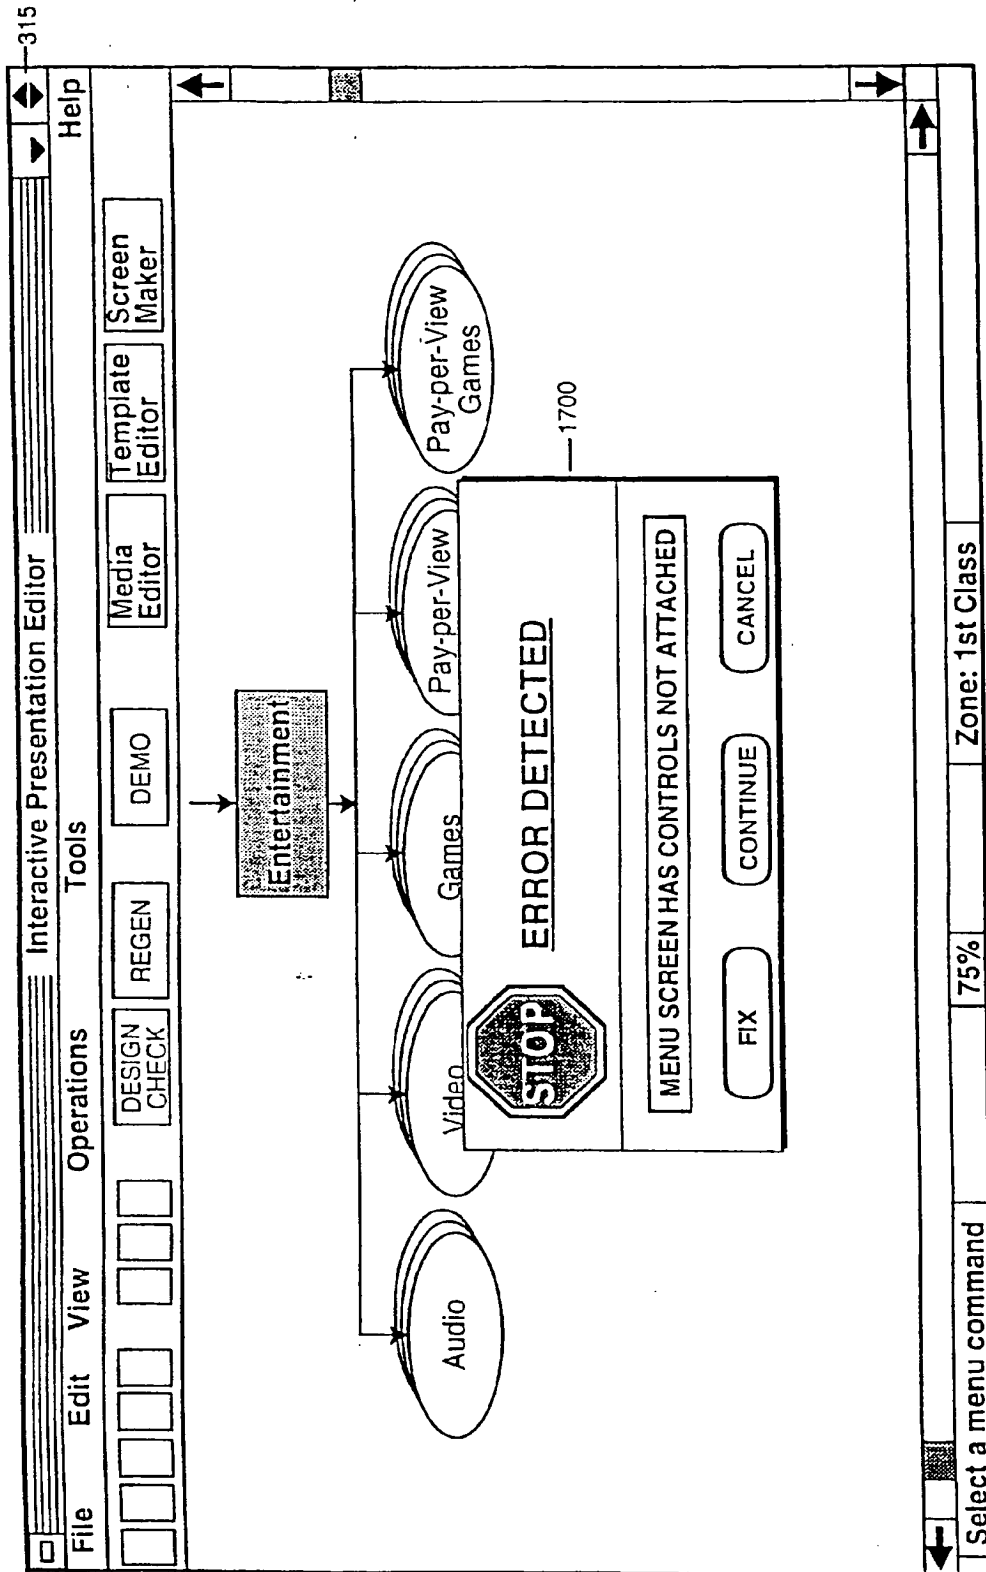 315
Interactive Presentation Editor
File Edit View Operations Tools Help
DESIGN CHECK
REGEN
DEMO
Media Editor
Template Editor
Screen Maker
Entertainment
Audio
Video
Games
Pay-per-View
Pay-per-View
Games
1700
STOP
ERROR DETECTED
MENU SCREEN HAS CONTROLS NOT ATTACHED
FIX CONTINUE CANCEL
Select a menu command 75% Zone: 1st Class